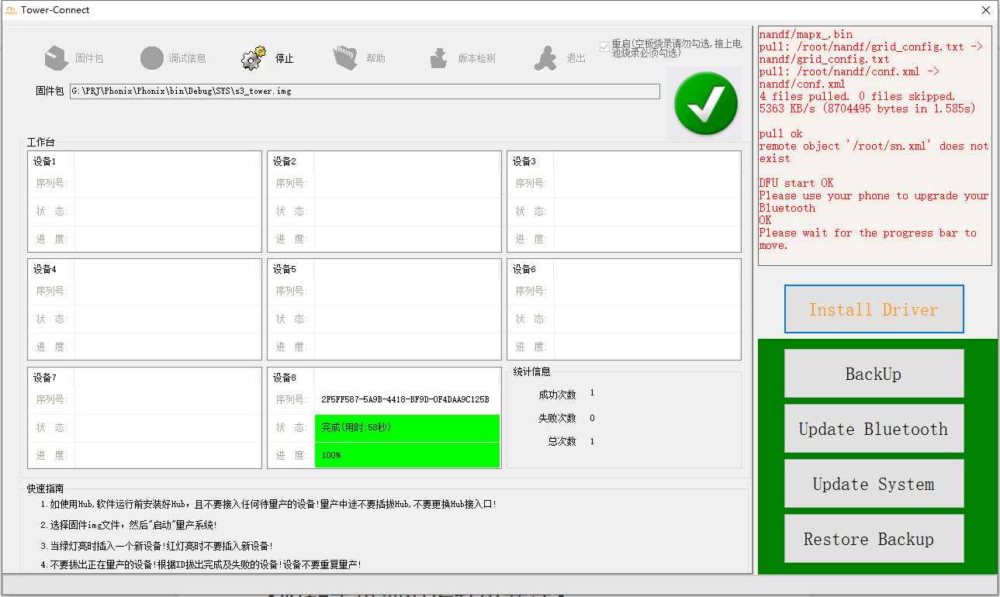 Tower-Connect
固件包
调试信息
停止
帮助
版本检测
退出
重启(空板烧录请勿勾选,接上电
池烧录必须勾选)
固件包
G:\PRJ\Phonix\Phonix\bin\Debug\SYS\s3_tower.img
工作台
设备1
序列号:
状 态:
进 度:
设备2
序列号:
状 态:
进 度:
设备3
序列号:
状 态:
进 度:
设备4
序列号:
状 态:
进 度:
设备5
序列号:
状 态:
进 度:
设备6
序列号:
状 态:
进 度:
设备7
序列号:
状 态:
进 度:
设备8
序列号: 2F5FF587-5A9B-4418-BF9D-0F4DAA9C125B
状 态: 完成(用时:58秒)
进 度: 100%
统计信息
成功次数 1
失败次数 0
总次数 1
快速指南
1.如使用Hub,软件运行前安装好Hub，且不要接入任何待量产的设备!量产中途不要插拔Hub,不要更换Hub接入口!
2.选择固件img文件，然后"启动"量产系统!
3.当绿灯亮时插入一个新设备!红灯亮时不要插入新设备!
4.不要拔出正在量产的设备!根据ID拔出完成及失败的设备!设备不要重复量产!
nandf/mapx_.bin
pull: /root/nandf/grid_config.txt ->
nandf/grid_config.txt
pull: /root/nandf/conf.xml ->
nandf/conf.xml
4 files pulled. 0 files skipped.
5363 KB/s (8704495 bytes in 1.585s)
pull ok
remote object '/root/sn.xml' does not
exist
DFU start OK
Please use your phone to upgrade your
Bluetooth
OK
Please wait for the progress bar to
move.
Install Driver
BackUp
Update Bluetooth
Update System
Restore Backup